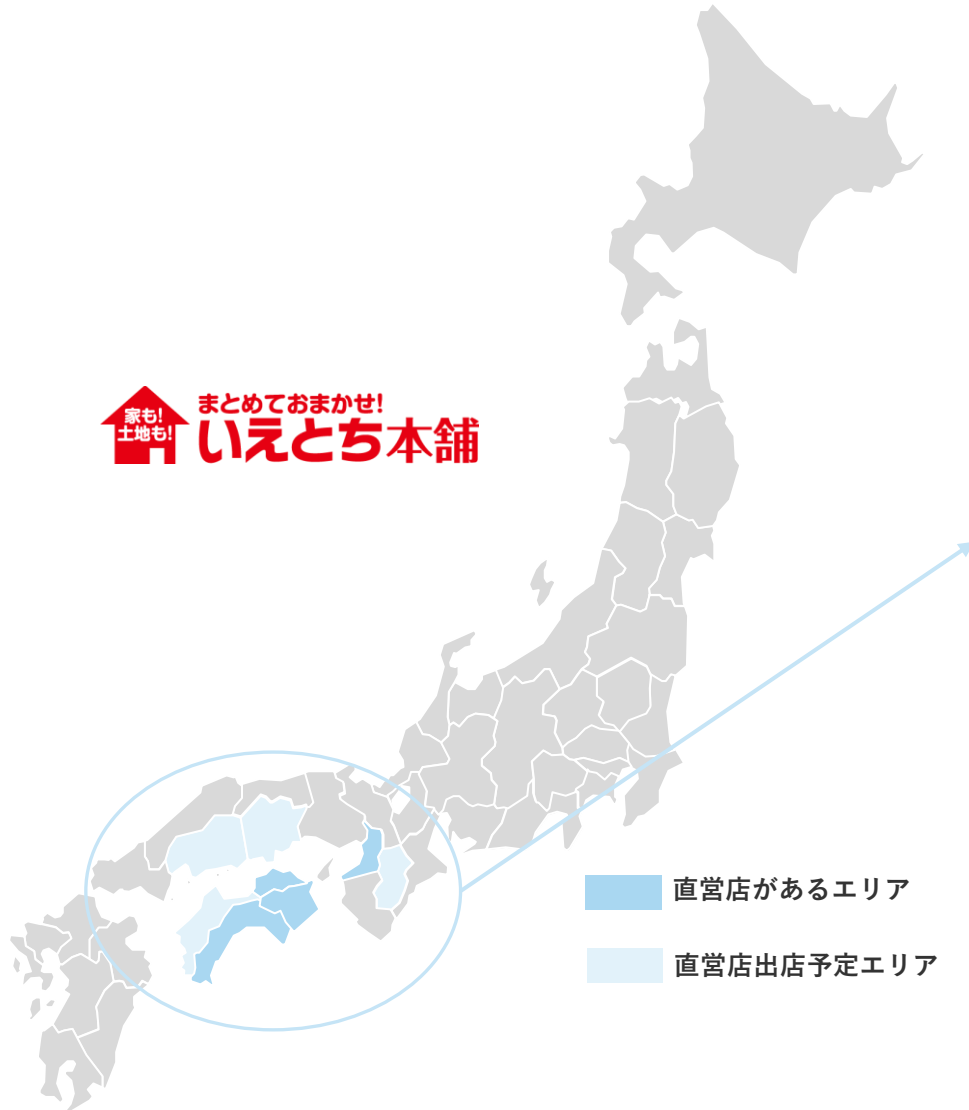 家も!
土地も!
まとめておまかせ!
いえとち本舗
直営店があるエリア
直営店出店予定エリア